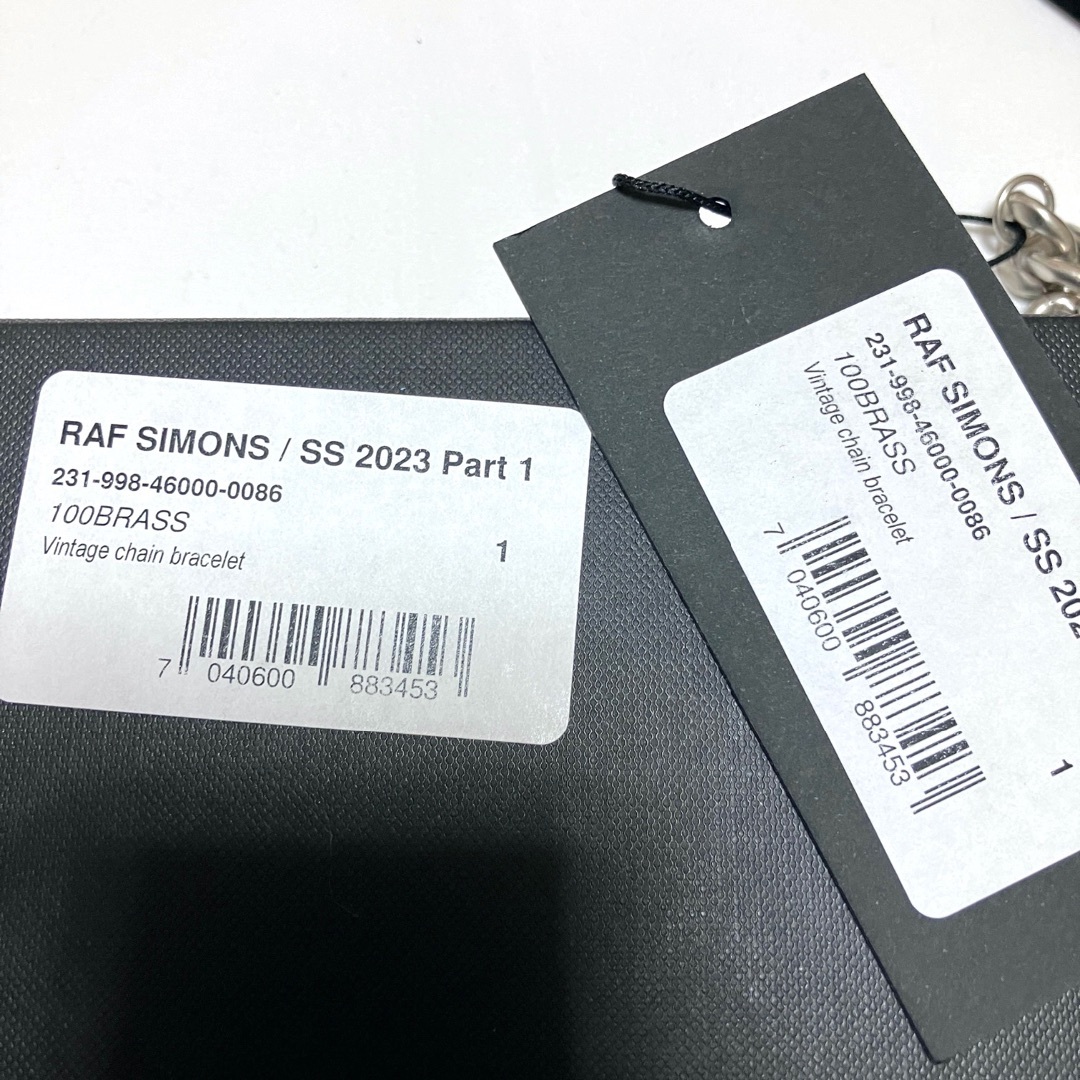 RAF SIMONS / SS 2023 Part 1
231-998-46000-0086
100BRASS
Vintage chain bracelet
1
7 040600 883453
RAF SIMONS / SS 202
231-998-46000-0086
100BRASS
Vintage chain bracelet
1
7 040600 883453